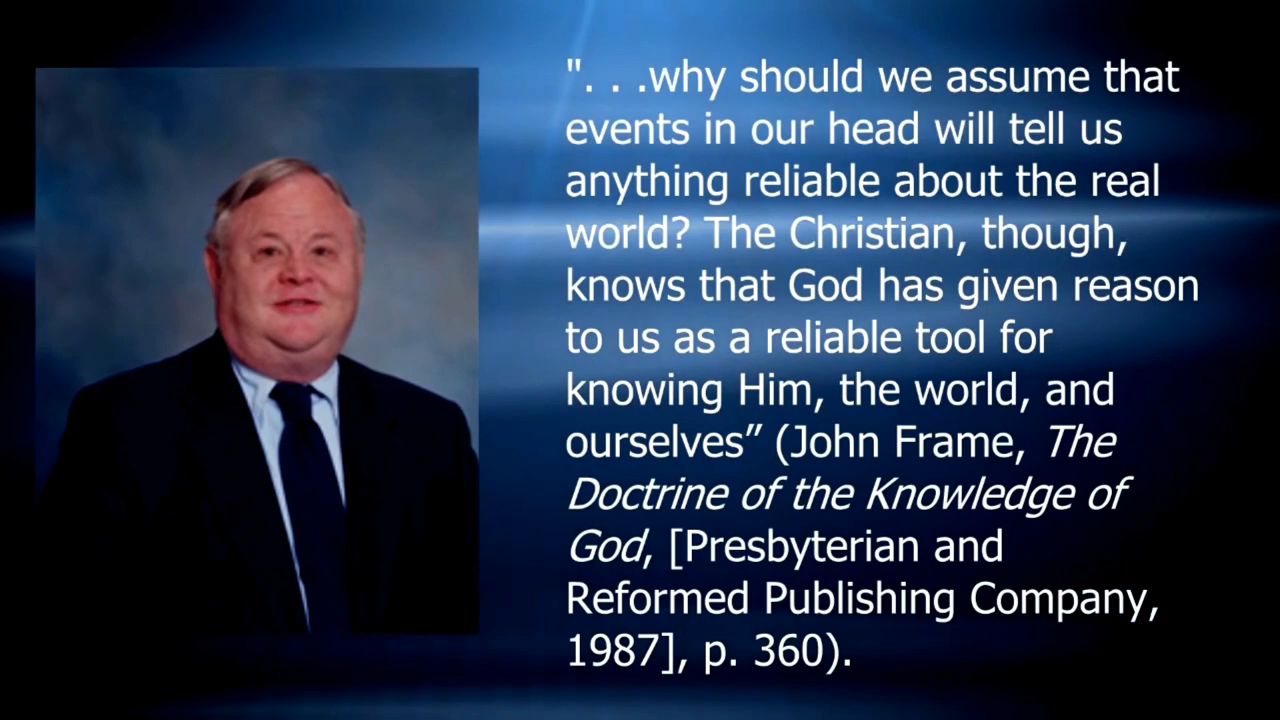 ". . .why should we assume that
events in our head will tell us
anything reliable about the real
world? The Christian, though,
knows that God has given reason
to us as a reliable tool for
knowing Him, the world, and
ourselves” (John Frame, The
Doctrine of the Knowledge of
God, [Presbyterian and
Reformed Publishing Company,
1987], p. 360).